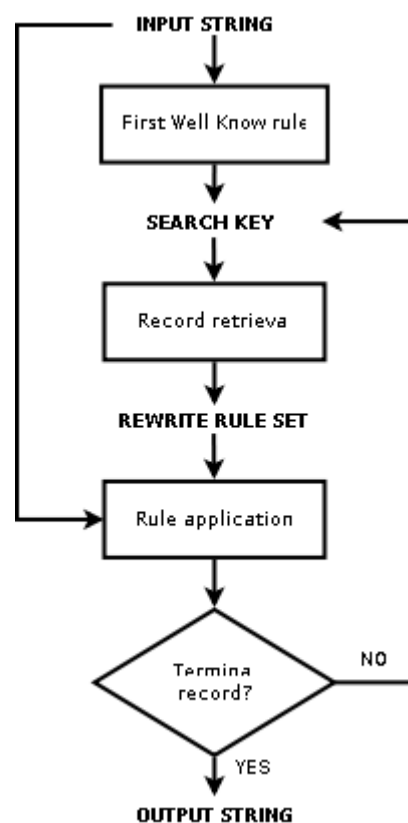 INPUT STRING
First Well Know rule
SEARCH KEY
Record retrieva
REWRITE RULE SET
Rule application
Termina
record?
NO
YES
OUTPUT STRING